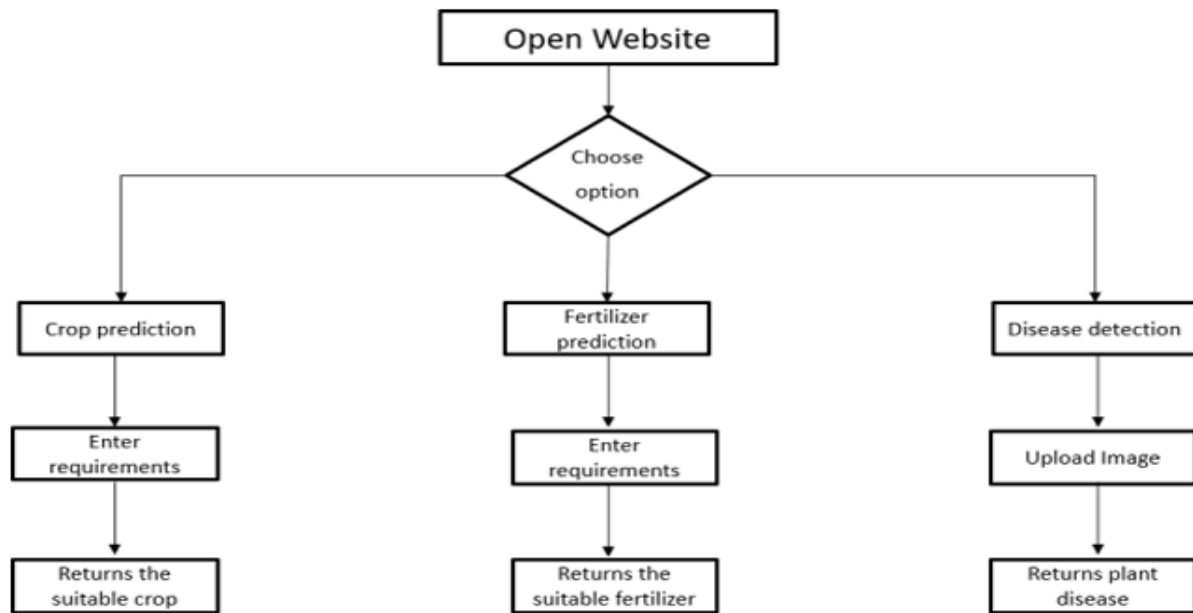 Open Website
Choose
option
Crop prediction
Fertilizer
prediction
Disease detection
Enter
requirements
Enter
requirements
Upload Image
Returns the
suitable crop
Returns the
suitable fertilizer
Returns plant
disease